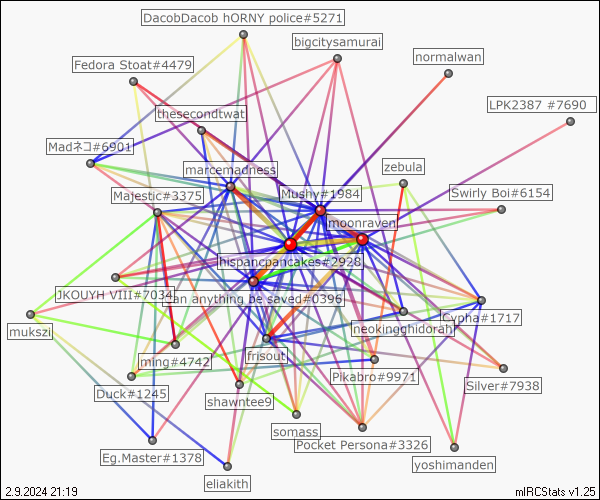 DacobDacob hORNY police#5271
bigcitysamurai
normalwan
Fedora Stoat#4479
LPK2387 #7690
thesecondtwat
Madネコ#6901
marcemadness
zebula
Majestic#3375
Mushy#1984
Swirly Boi#6154
moonraven
hispancpancakes#2928
JKOUYH VIII#7034
can anything be saved#0396
mukszi
neokingghidorah
Cypha#1717
ming#4742
frisout
Pikabro#9971
Silver#7938
Duck#1245
shawntee9
somass
Pocket Persona#3326
Eg.Master#1378
yoshimanden
eliakith
2.9.2024 21:19
mIRCStats v1.25